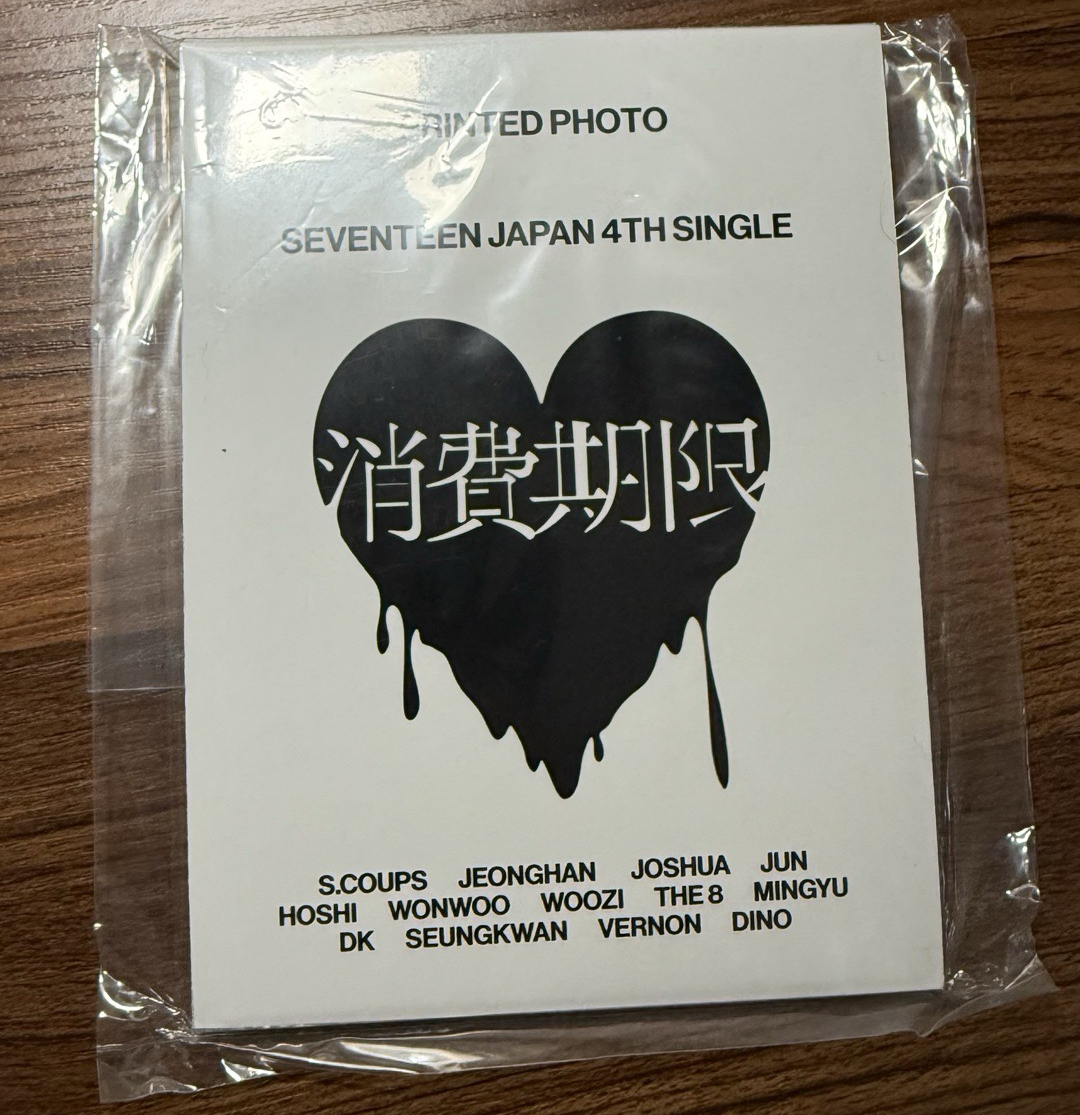 PRINTED PHOTO
SEVENTEEN JAPAN 4TH SINGLE
消費期限
S.COUPS JEONGHAN JOSHUA JUN
HOSHI WONWOO WOOZI THE 8 MINGYU
DK SEUNGKWAN VERNON DINO